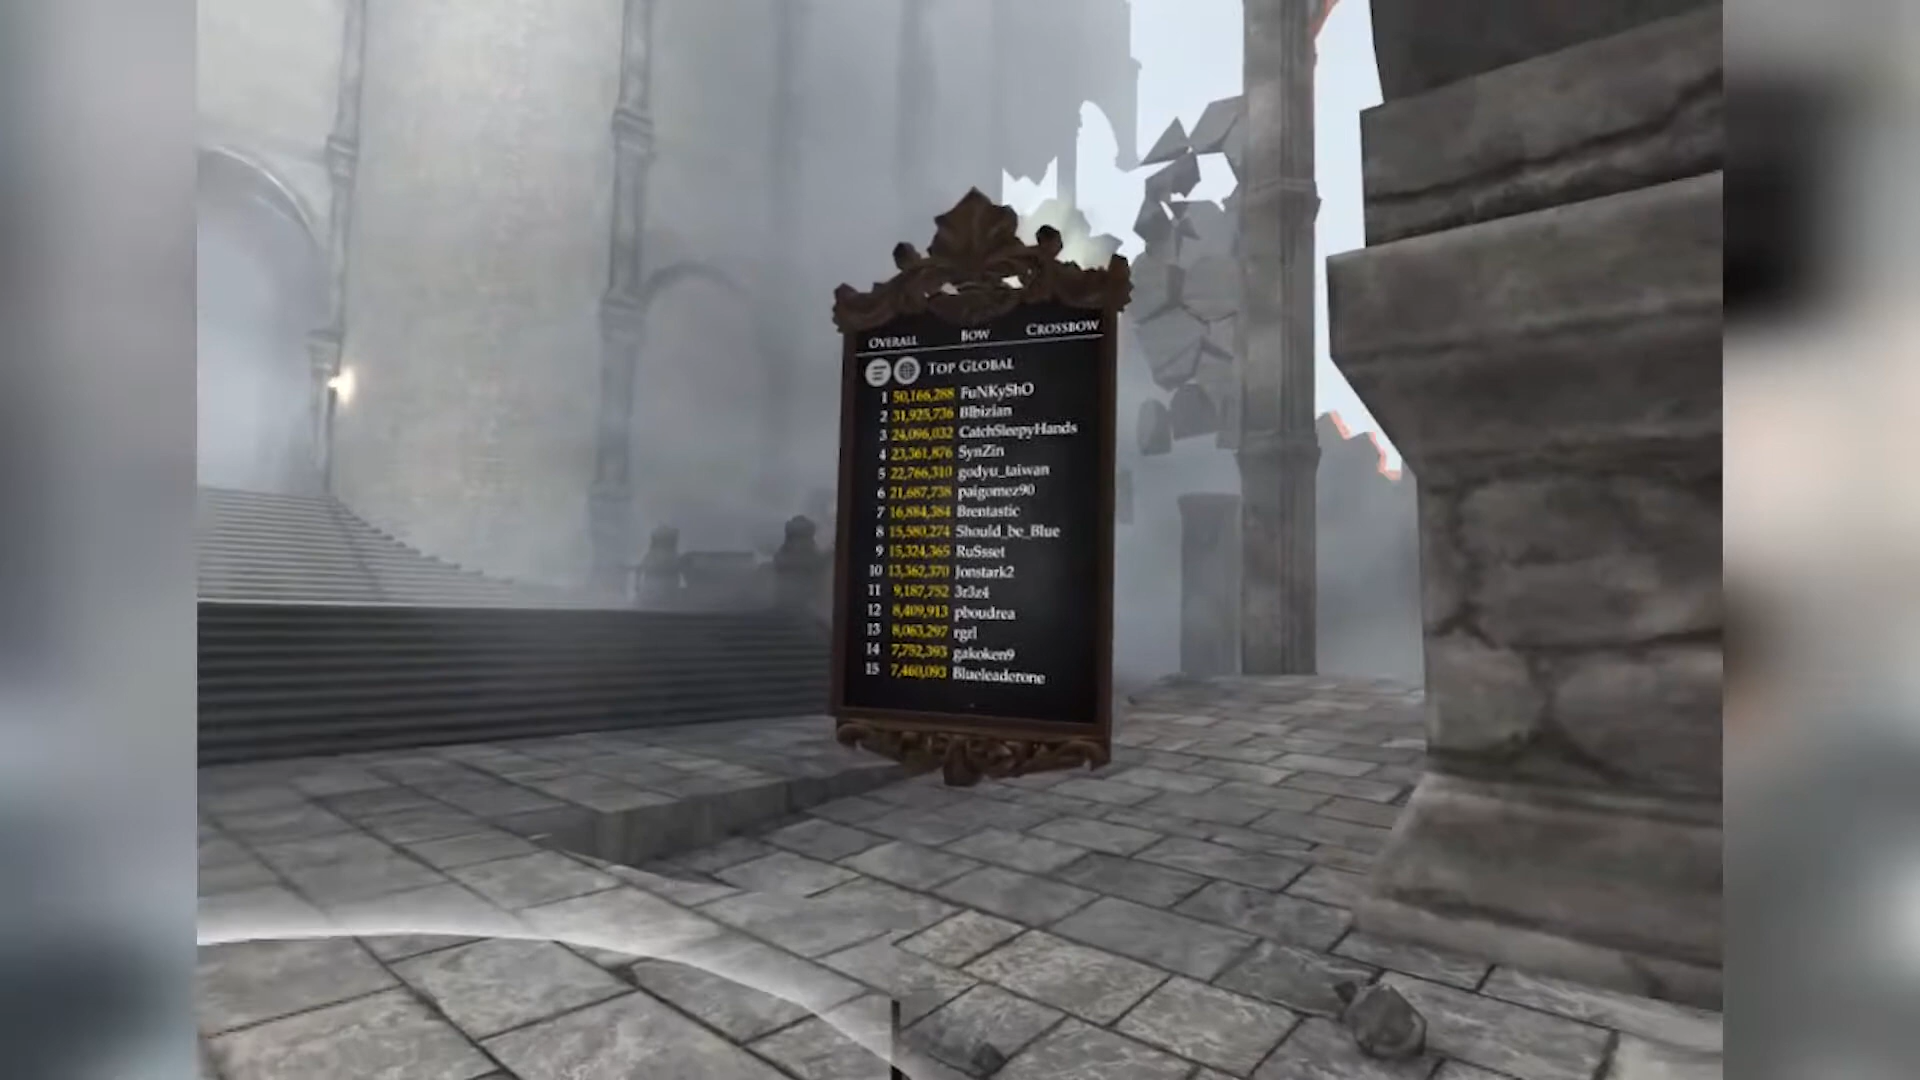 OVERALL BOW CROSSBOW
TOP GLOBAL
1 50,166,288 FuNKyShO
2 31,925,736 Blbizian
3 24,096,032 CatchSleepyHands
4 23,361,876 SynZin
5 22,766,310 godyu_taiwan
6 21,687,738 paigomez90
7 16,884,384 Brentastic
8 15,580,274 Should_be_Blue
9 15,324,365 RuSsset
10 13,362,370 Jonstark2
11 9,187,752 3r3z4
12 8,409,913 pboudrea
13 8,063,297 rgrl
14 7,752,393 gakoken9
15 7,460,093 Blueleaderone